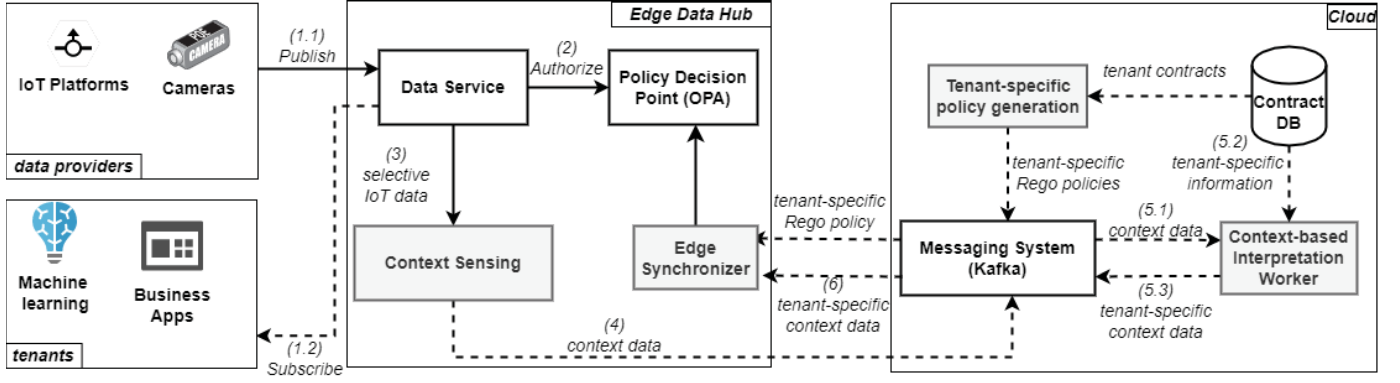 IoT Platforms
CAMERA
Cameras
data providers
Machine
learning
Business
Apps
tenants
(1.1)
Publish
(1.2)
Subscribe
Edge Data Hub
Data Service
(2)
Authorize
Policy Decision
Point (OPA)
(3)
selective
IoT data
Context Sensing
Edge
Synchronizer
(4)
context data
tenant-specific
Rego policy
(6)
tenant-specific
context data
Cloud
Tenant-specific
policy generation
tenant contracts
Contract
DB
tenant-specific
Rego policies
(5.2)
tenant-specific
information
Messaging System
(Kafka)
(5.1)
context data
(5.3)
tenant-specific
context data
Context-based
Interpretation
Worker